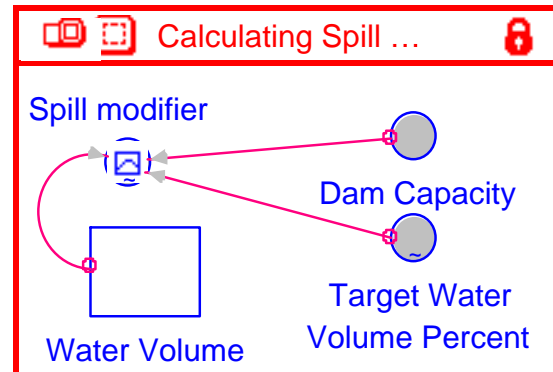 Calculating Spill …
Spill modifier
Dam Capacity
Target Water
Volume Percent
Water Volume